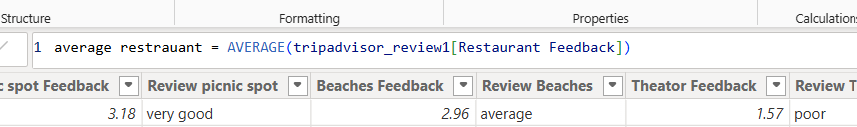 Structure Formatting Properties Calculations
1 average restrauant = AVERAGE(tripadvisor_review1[Restaurant Feedback])
spot Feedback Review picnic spot Beaches Feedback Review Beaches Theator Feedback Review T
3.18 very good 2.96 average 1.57 poor